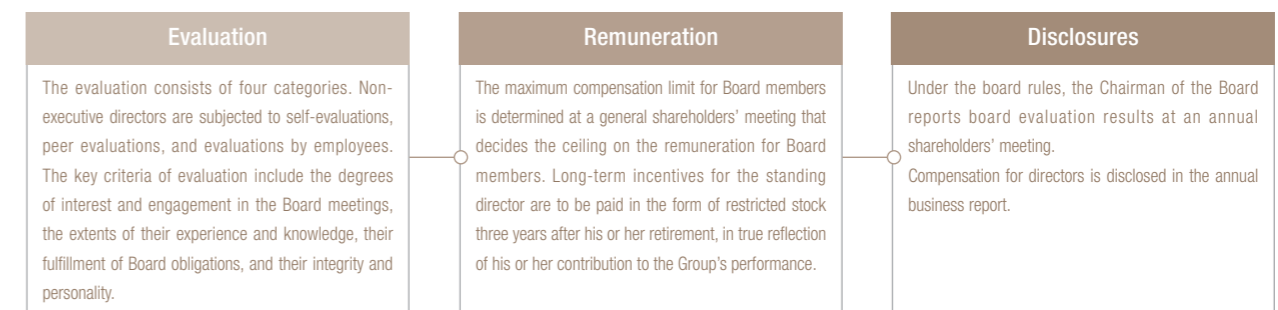 Evaluation
The evaluation consists of four categories. Non-
executive directors are subjected to self-evaluations,
peer evaluations, and evaluations by employees.
The key criteria of evaluation include the degrees
of interest and engagement in the Board meetings,
the extents of their experience and knowledge, their
fulfillment of Board obligations, and their integrity and
personality.
Remuneration
The maximum compensation limit for Board members
is determined at a general shareholders’ meeting that
decides the ceiling on the remuneration for Board
members. Long-term incentives for the standing
director are to be paid in the form of restricted stock
three years after his or her retirement, in true reflection
of his or her contribution to the Group’s performance.
Disclosures
Under the board rules, the Chairman of the Board
reports board evaluation results at an annual
shareholders’ meeting.
Compensation for directors is disclosed in the annual
business report.